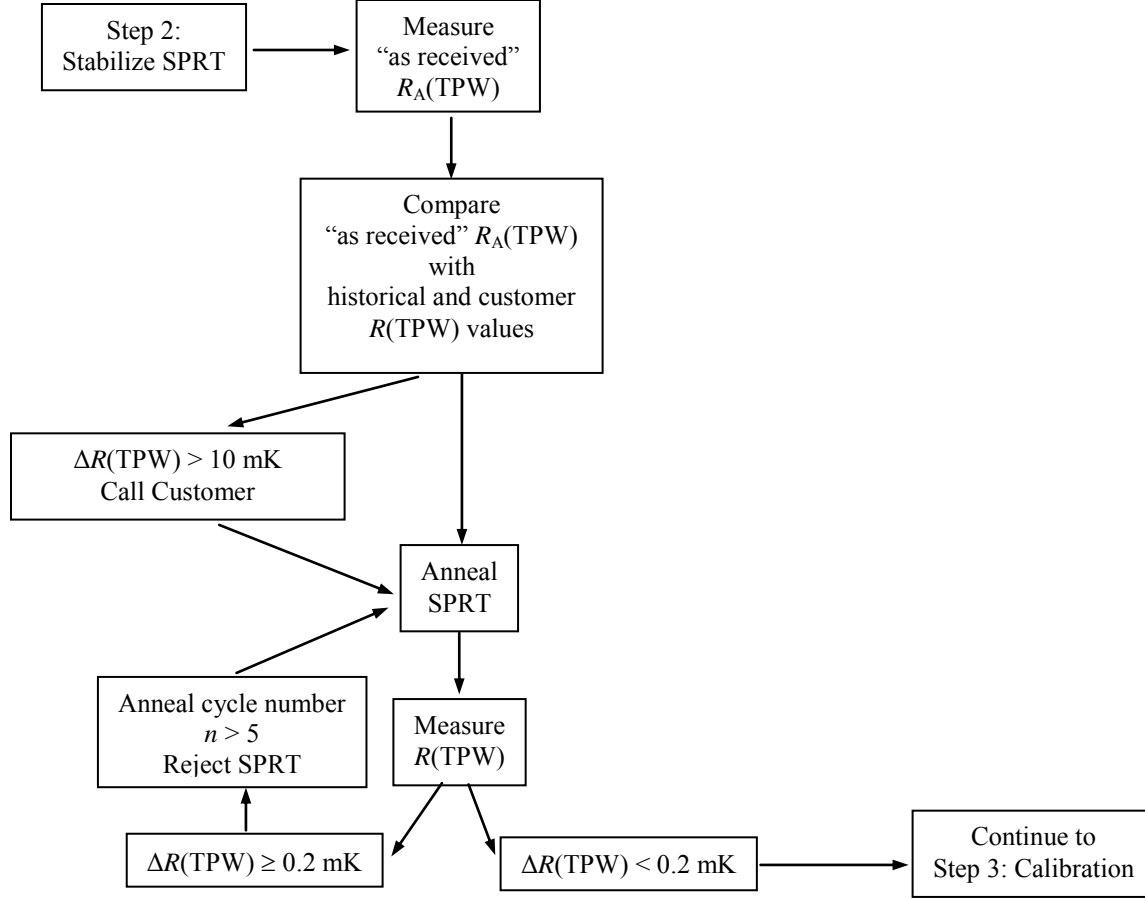 Step 2:
Stabilize SPRT
Measure
“as received”
R_A(TPW)
Compare
“as received” R_A(TPW)
with
historical and customer
R(TPW) values
ΔR(TPW) > 10 mK
Call Customer
Anneal
SPRT
Anneal cycle number
n > 5
Reject SPRT
Measure
R(TPW)
ΔR(TPW) ≥ 0.2 mK
ΔR(TPW) < 0.2 mK
Continue to
Step 3: Calibration